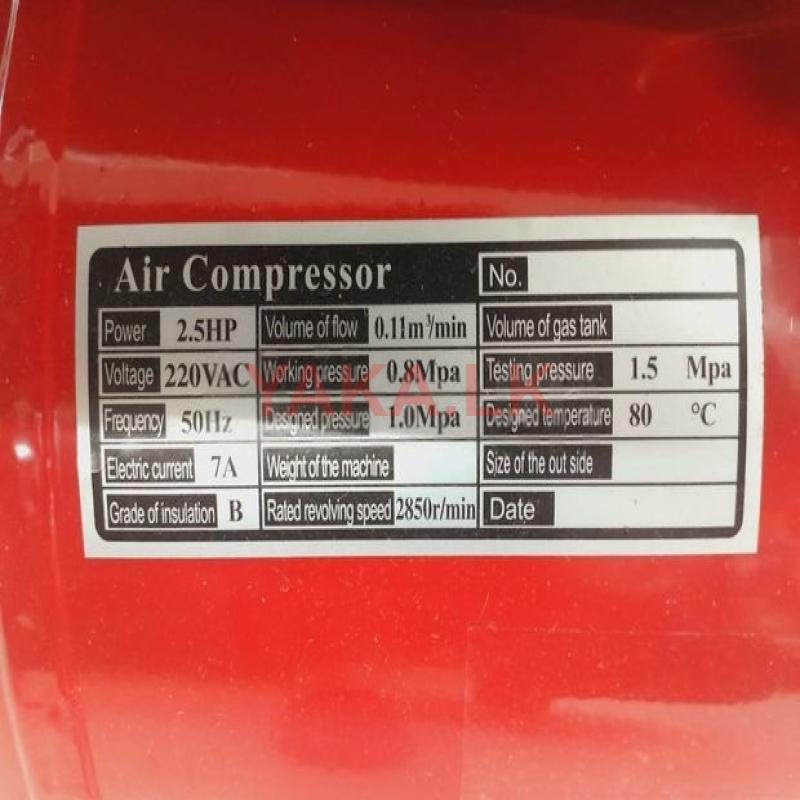 Air Compressor No.
Power 2.5HP Volume of flow 0.11m³/min Volume of gas tank
Voltage 220VAC Working pressure 0.8Mpa Testing pressure 1.5 Mpa
Frequency 50Hz Designed pressure 1.0Mpa Designed temperature 80 °C
Electric current 7A Weight of the machine Size of the out side
Grade of insulation B Rated revolving speed 2850r/min Date
YAKA.LK